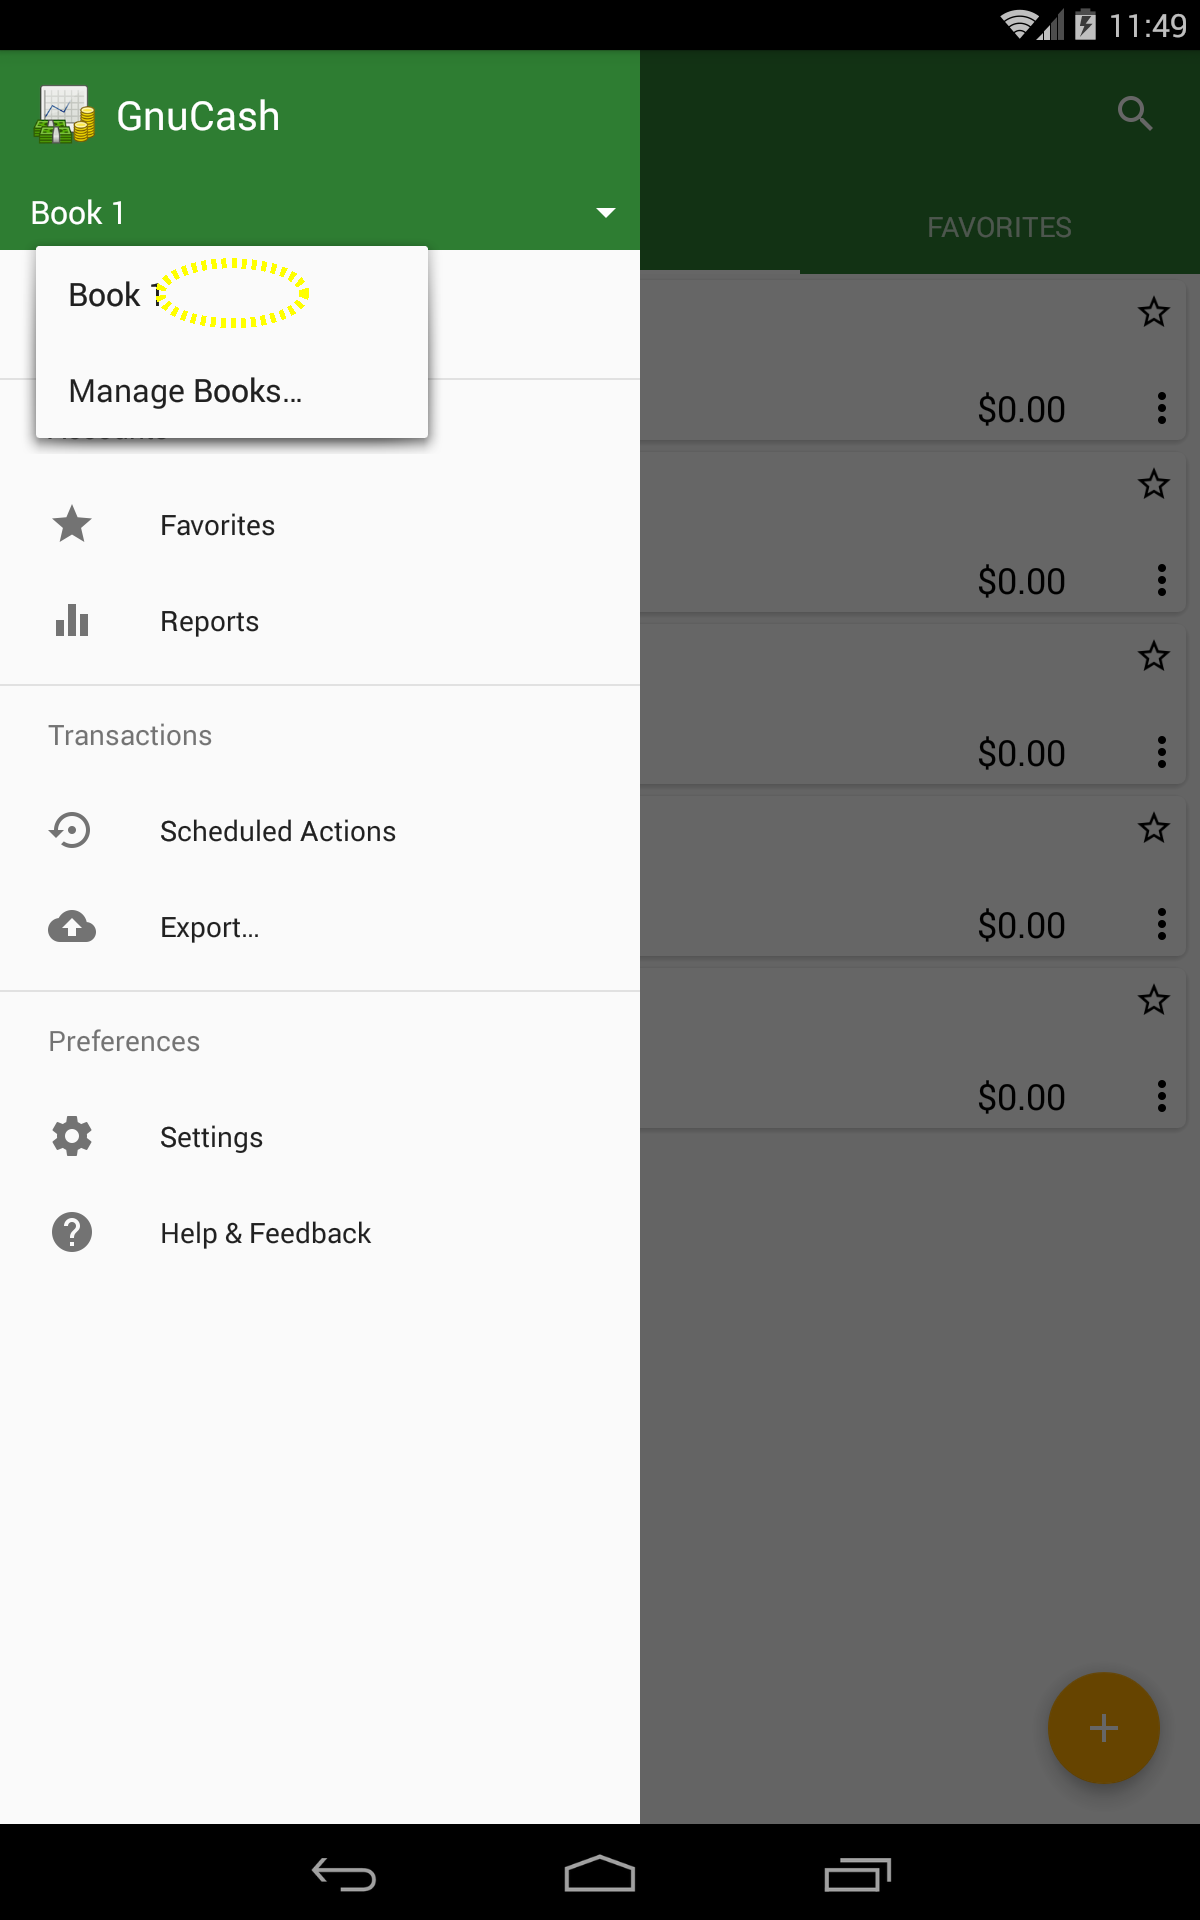 11:49
GnuCash
Book 1
FAVORITES
Book 1
Manage Books...
$0.00
Favorites
$0.00
Reports
Transactions
$0.00
Scheduled Actions
Export...
$0.00
Preferences
$0.00
Settings
Help & Feedback